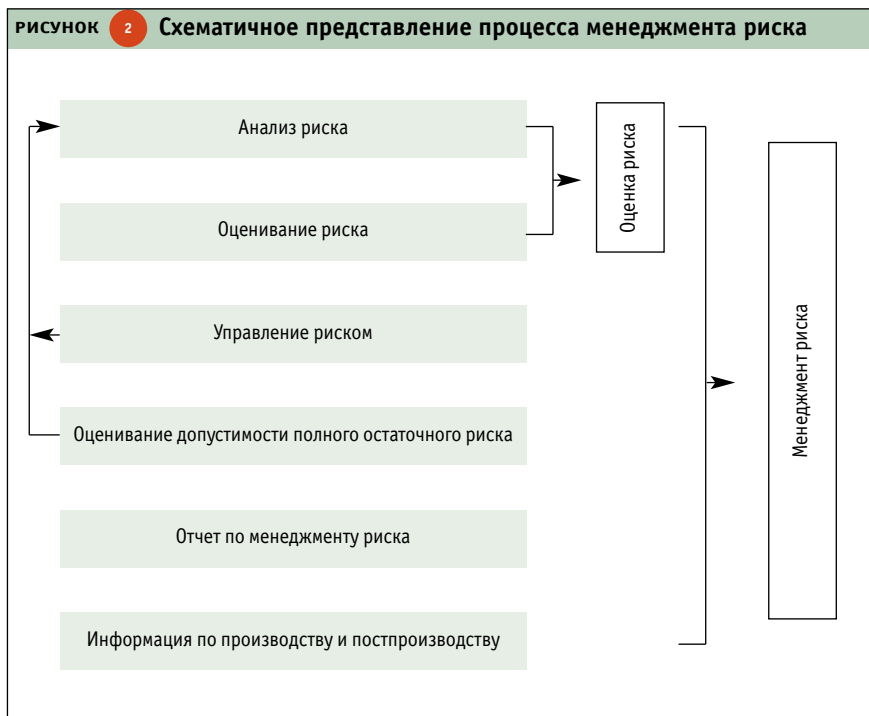 РИСУНОК 2 Схематичное представление процесса менеджмента риска
Анализ риска
Оценивание риска
Управление риском
Оценивание допустимости полного остаточного риска
Отчет по менеджменту риска
Информация по производству и постпроизводству
Оценка риска
Менеджмент риска